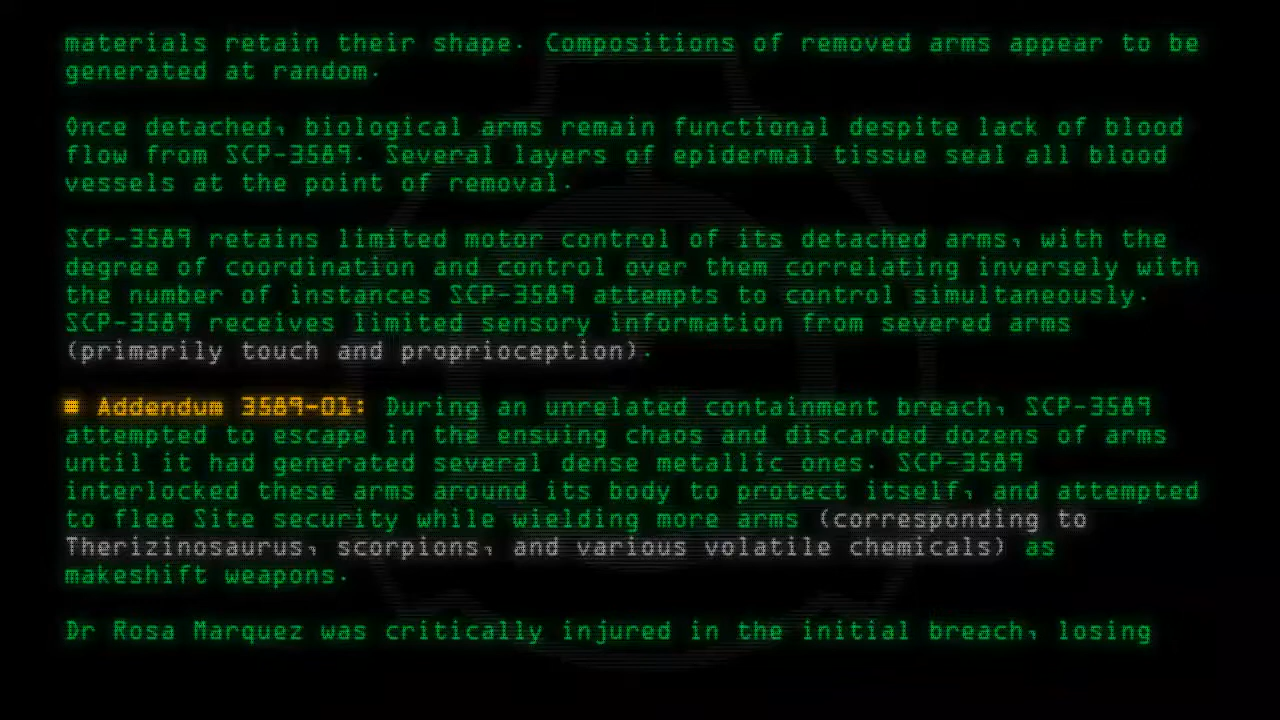 materials retain their shape. Compositions of removed arms appear to be
generated at random.
Once detached, biological arms remain functional despite lack of blood
flow from SCP-3589. Several layers of epidermal tissue seal all blood
vessels at the point of removal.
SCP-3589 retains limited motor control of its detached arms, with the
degree of coordination and control over them correlating inversely with
the number of instances SCP-3589 attempts to control simultaneously.
SCP-3589 receives limited sensory information from severed arms
(primarily touch and proprioception).
■ Addendum 3589-01: During an unrelated containment breach, SCP-3589
attempted to escape in the ensuing chaos and discarded dozens of arms
until it had generated several dense metallic ones. SCP-3589
interlocked these arms around its body to protect itself, and attempted
to flee Site security while wielding more arms (corresponding to
Therizinosaurus, scorpions, and various volatile chemicals) as
makeshift weapons.
Dr Rosa Marquez was critically injured in the initial breach, losing